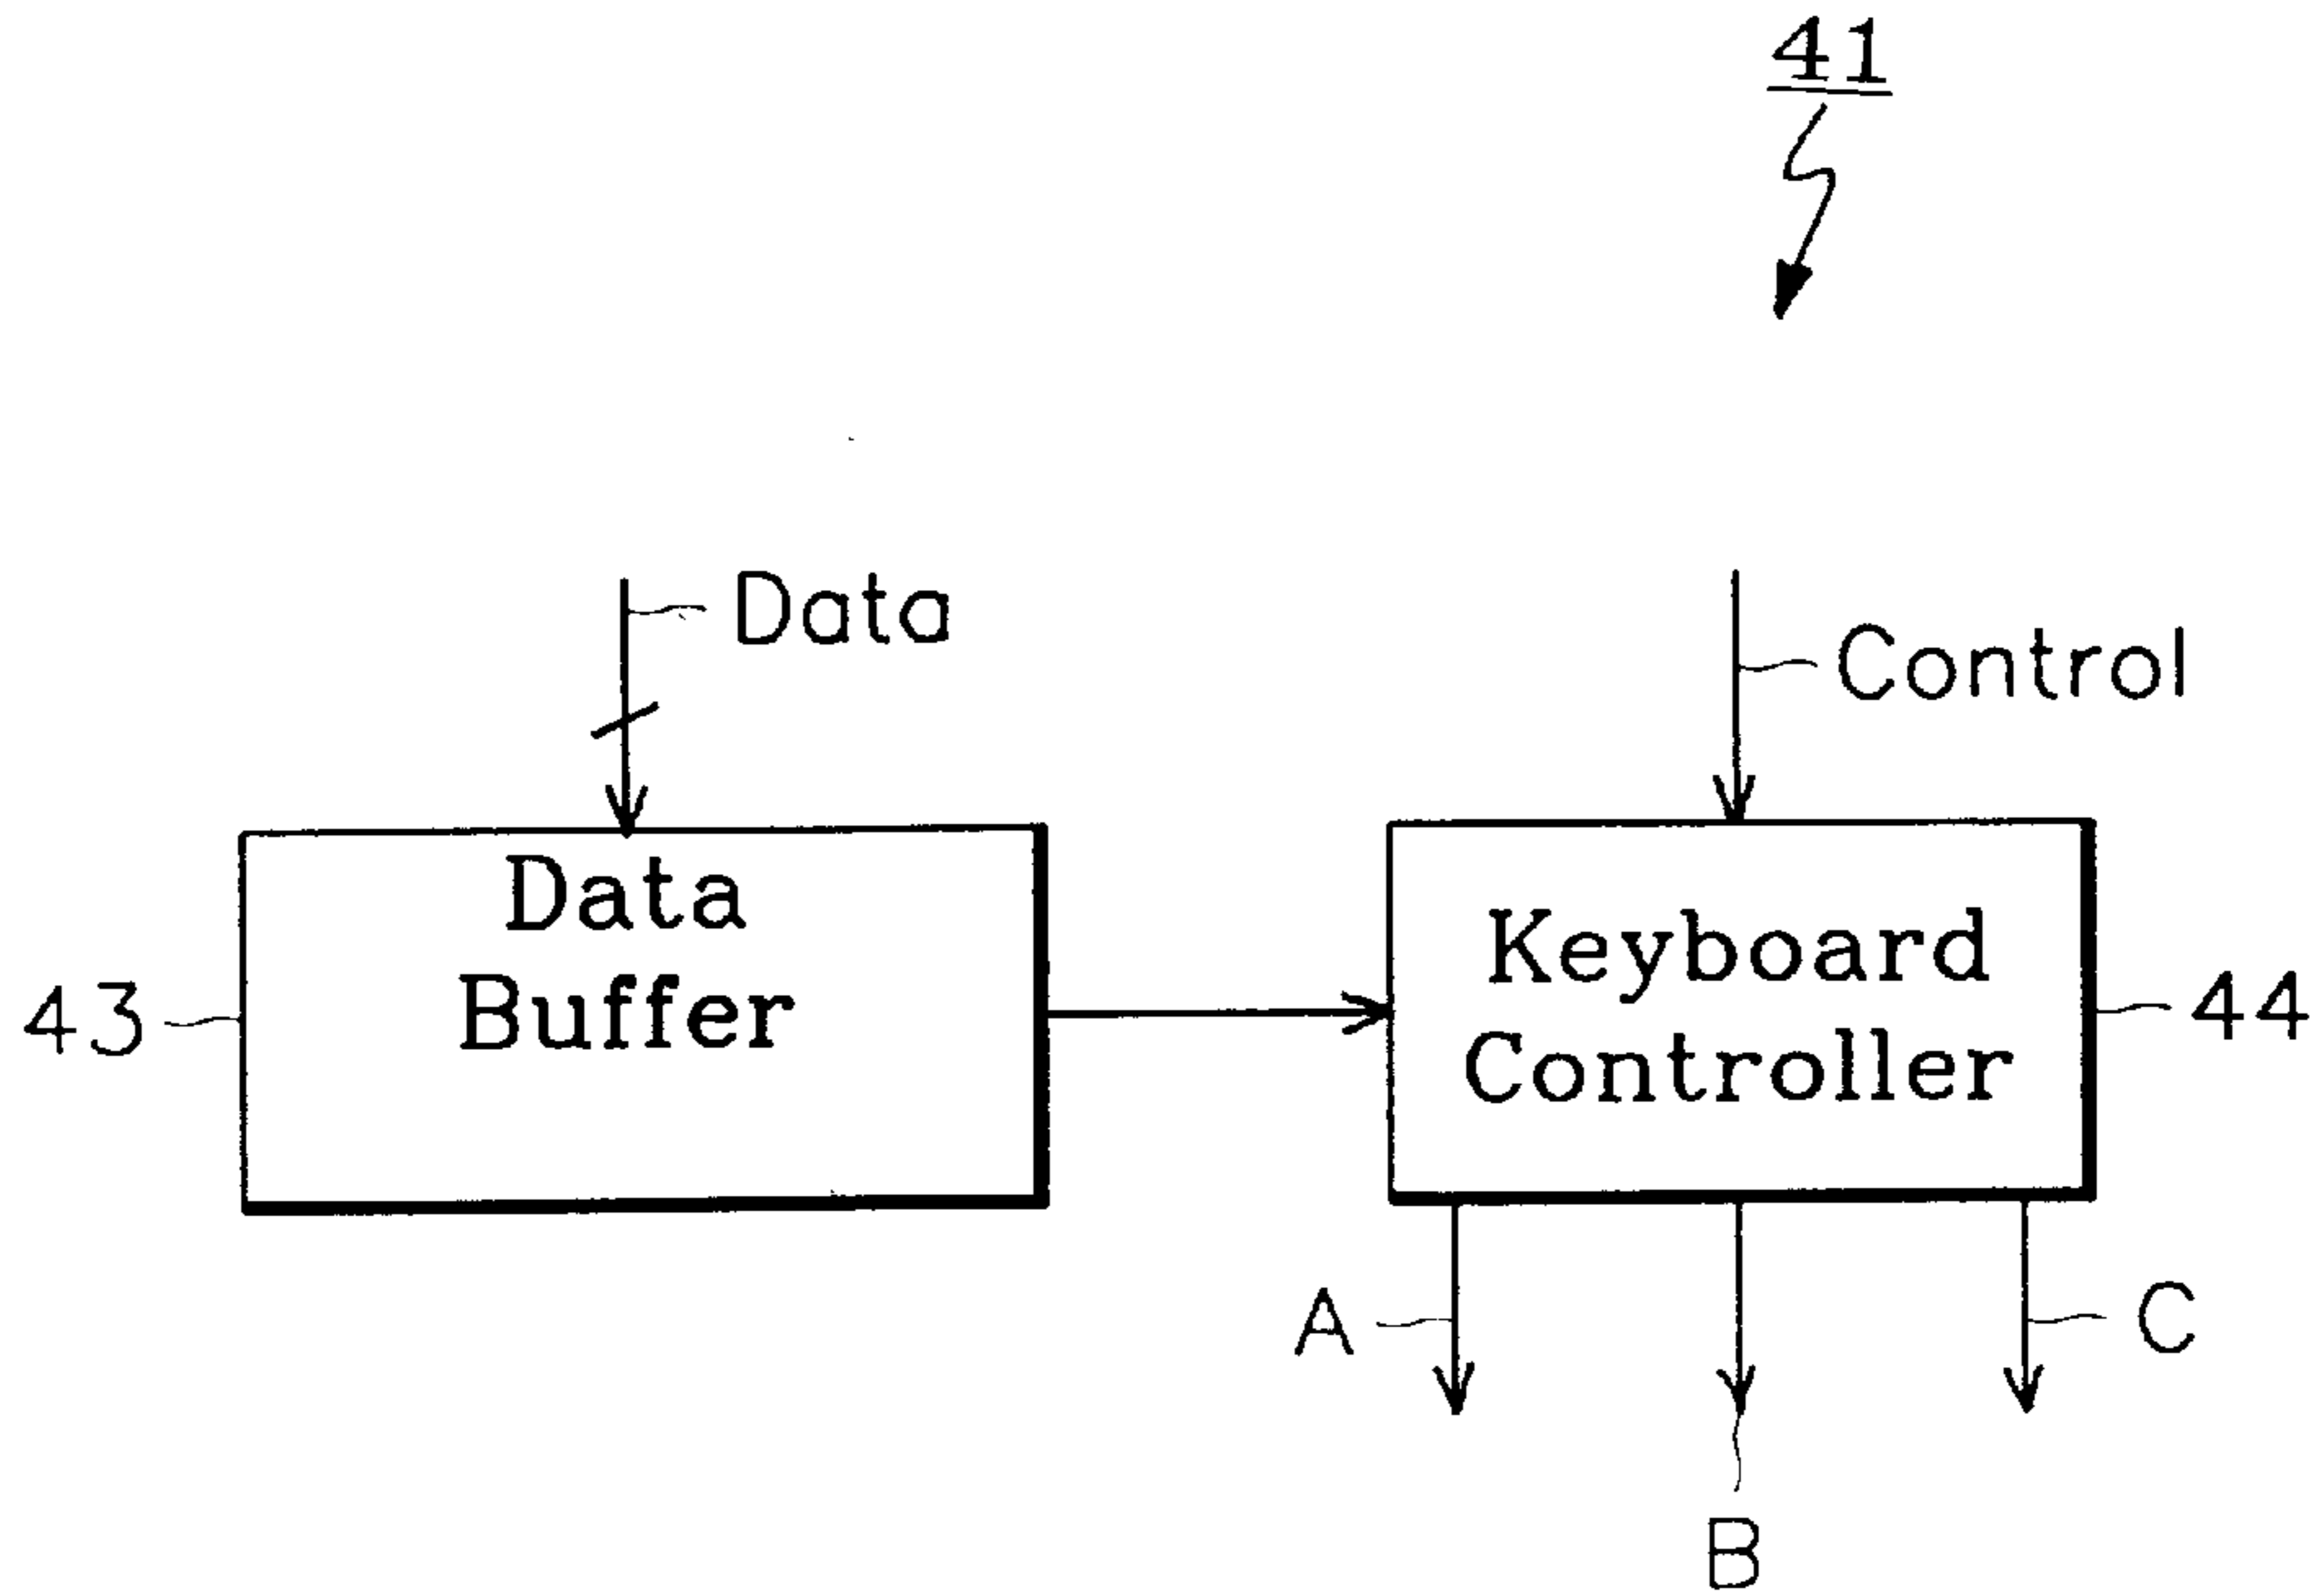 41
Data
Control
Data
Buffer
Keyboard
Controller
43
44
A
C
B